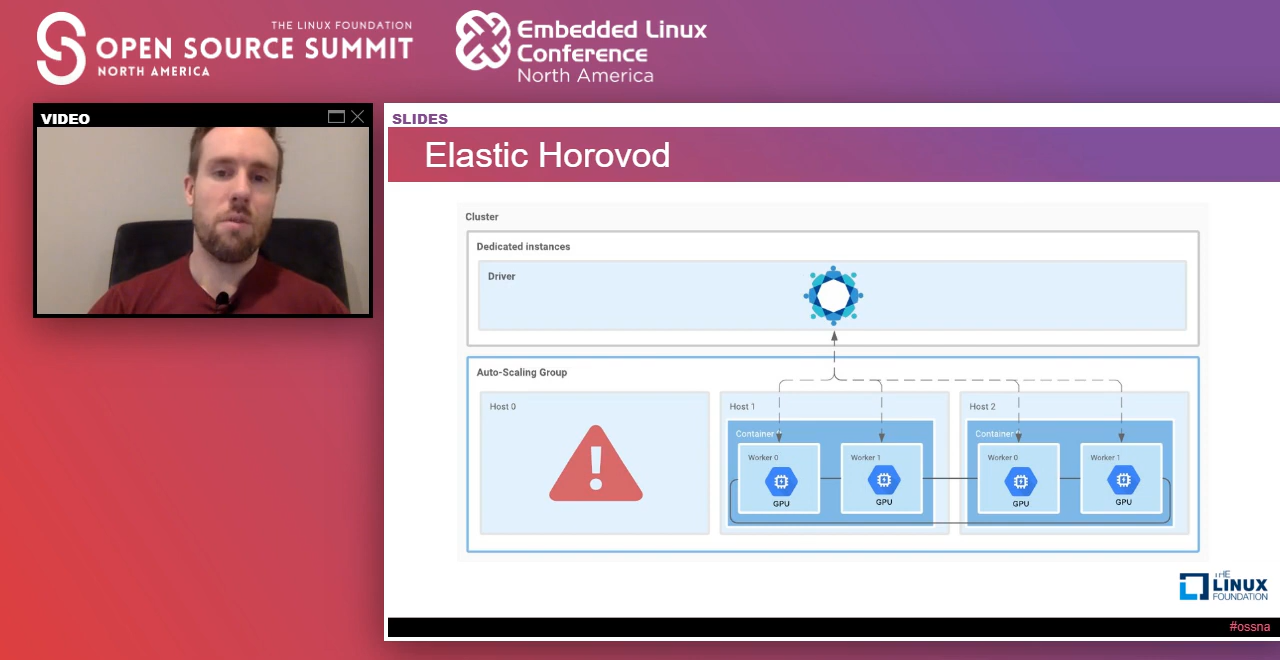 THE LINUX FOUNDATION
OPEN SOURCE SUMMIT
NORTH AMERICA
Embedded Linux
Conference
North America
VIDEO
SLIDES
Elastic Horovod
Cluster
Dedicated instances
Driver
Auto-Scaling Group
Host 0
Host 1
Host 2
Container
Container
Worker 0
Worker 1
Worker 0
Worker 1
GPU
GPU
GPU
GPU
THE
LINUX
FOUNDATION
#ossna